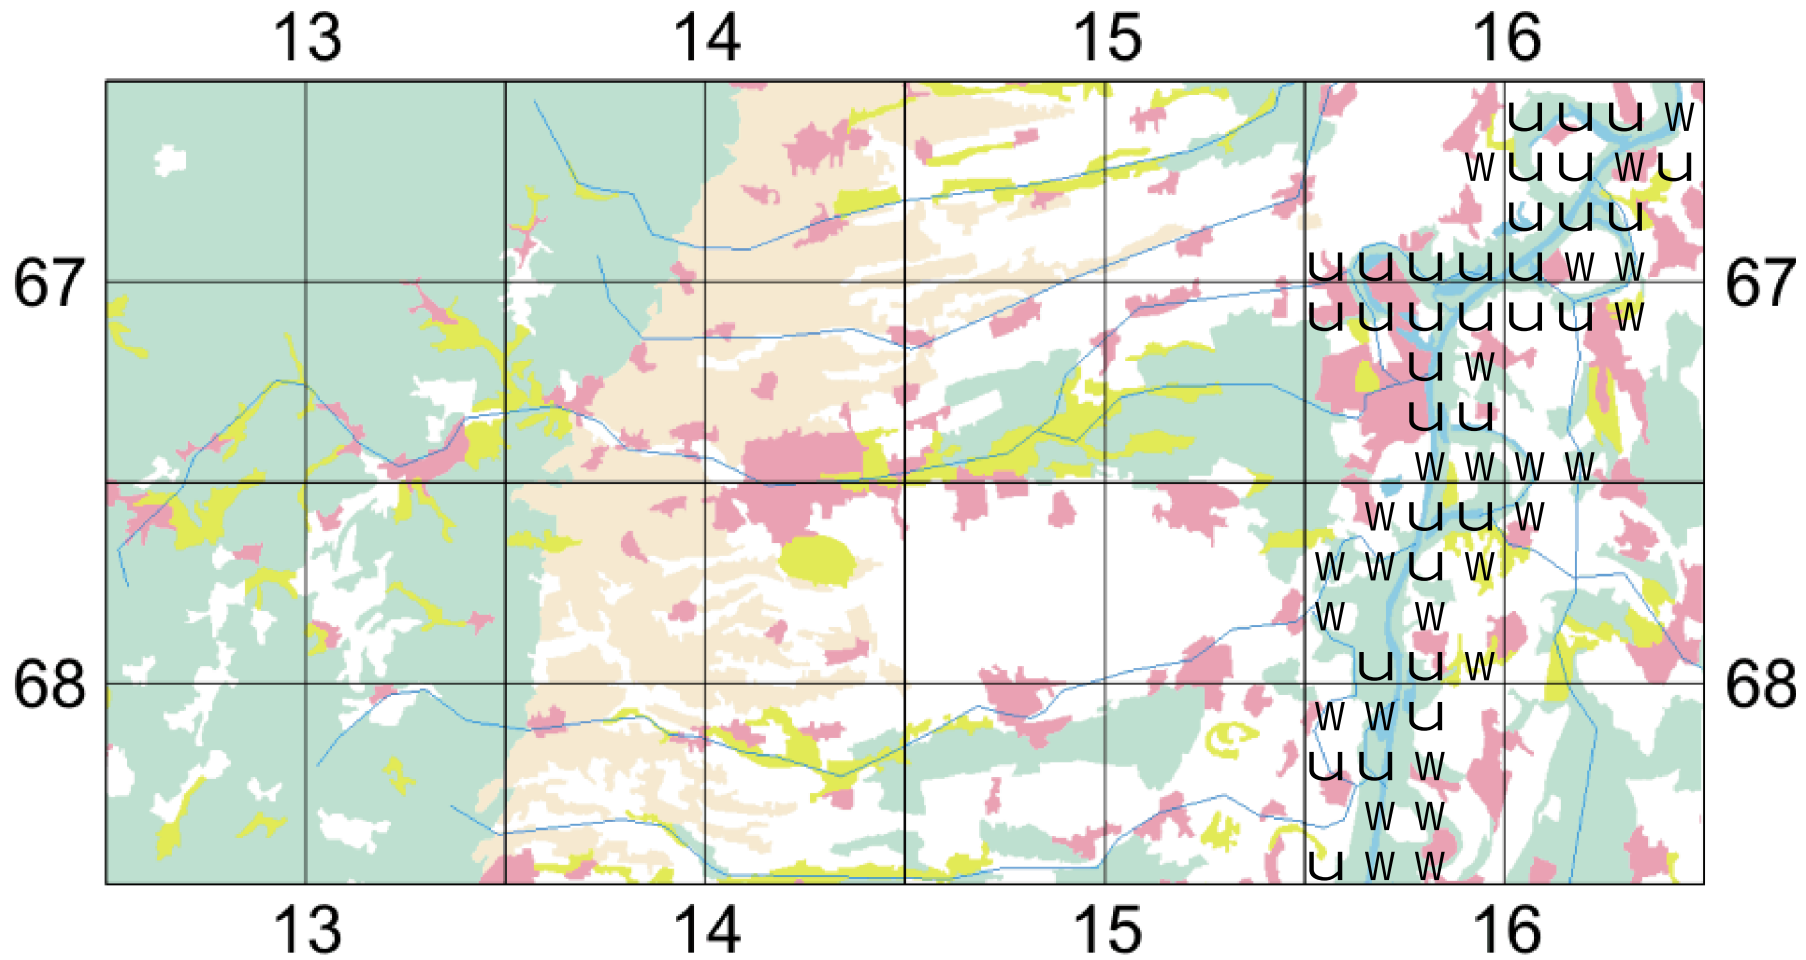 13 14 15 16
u u u w
w u u w u
u u u
67 u u u u u w w 67
u u u u u u w
u w
u u
w w w w
w u u w
w w u w
w w
u u w
68 68
w w u
u u w
w w
u w w
13 14 15 16